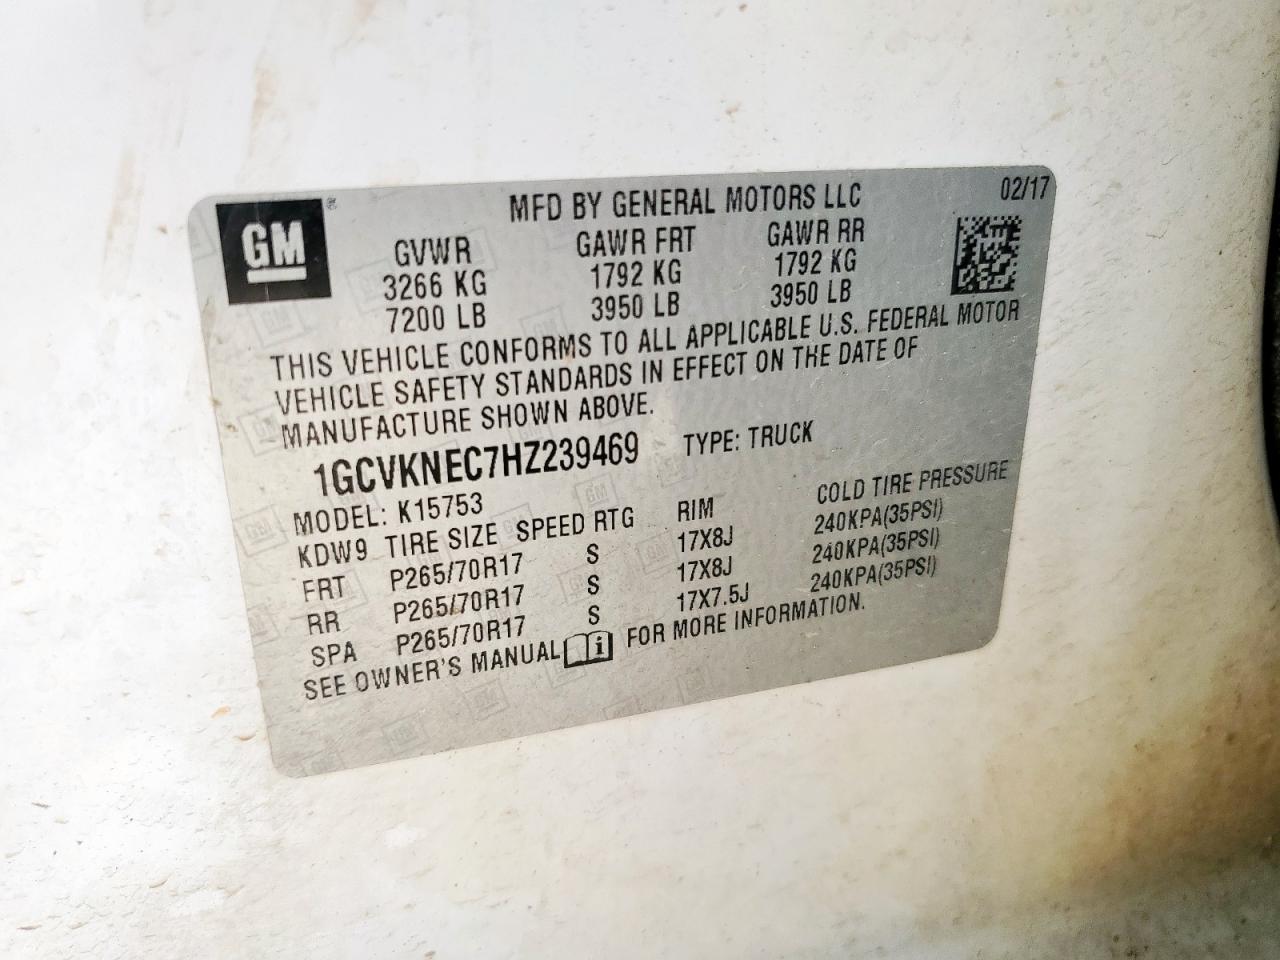 GM
MFD BY GENERAL MOTORS LLC 02/17
GVWR GAWR FRT GAWR RR
3266 KG 1792 KG 1792 KG
7200 LB 3950 LB 3950 LB
THIS VEHICLE CONFORMS TO ALL APPLICABLE U.S. FEDERAL MOTOR
VEHICLE SAFETY STANDARDS IN EFFECT ON THE DATE OF
MANUFACTURE SHOWN ABOVE.
1GCVKNEC7HZ239469 TYPE: TRUCK
MODEL: K15753
KDW9 TIRE SIZE SPEED RTG RIM COLD TIRE PRESSURE
FRT P265/70R17 S 17X8J 240KPA(35PSI)
RR P265/70R17 S 17X8J 240KPA(35PSI)
SPA P265/70R17 S 17X7.5J 240KPA(35PSI)
SEE OWNER'S MANUAL i FOR MORE INFORMATION.